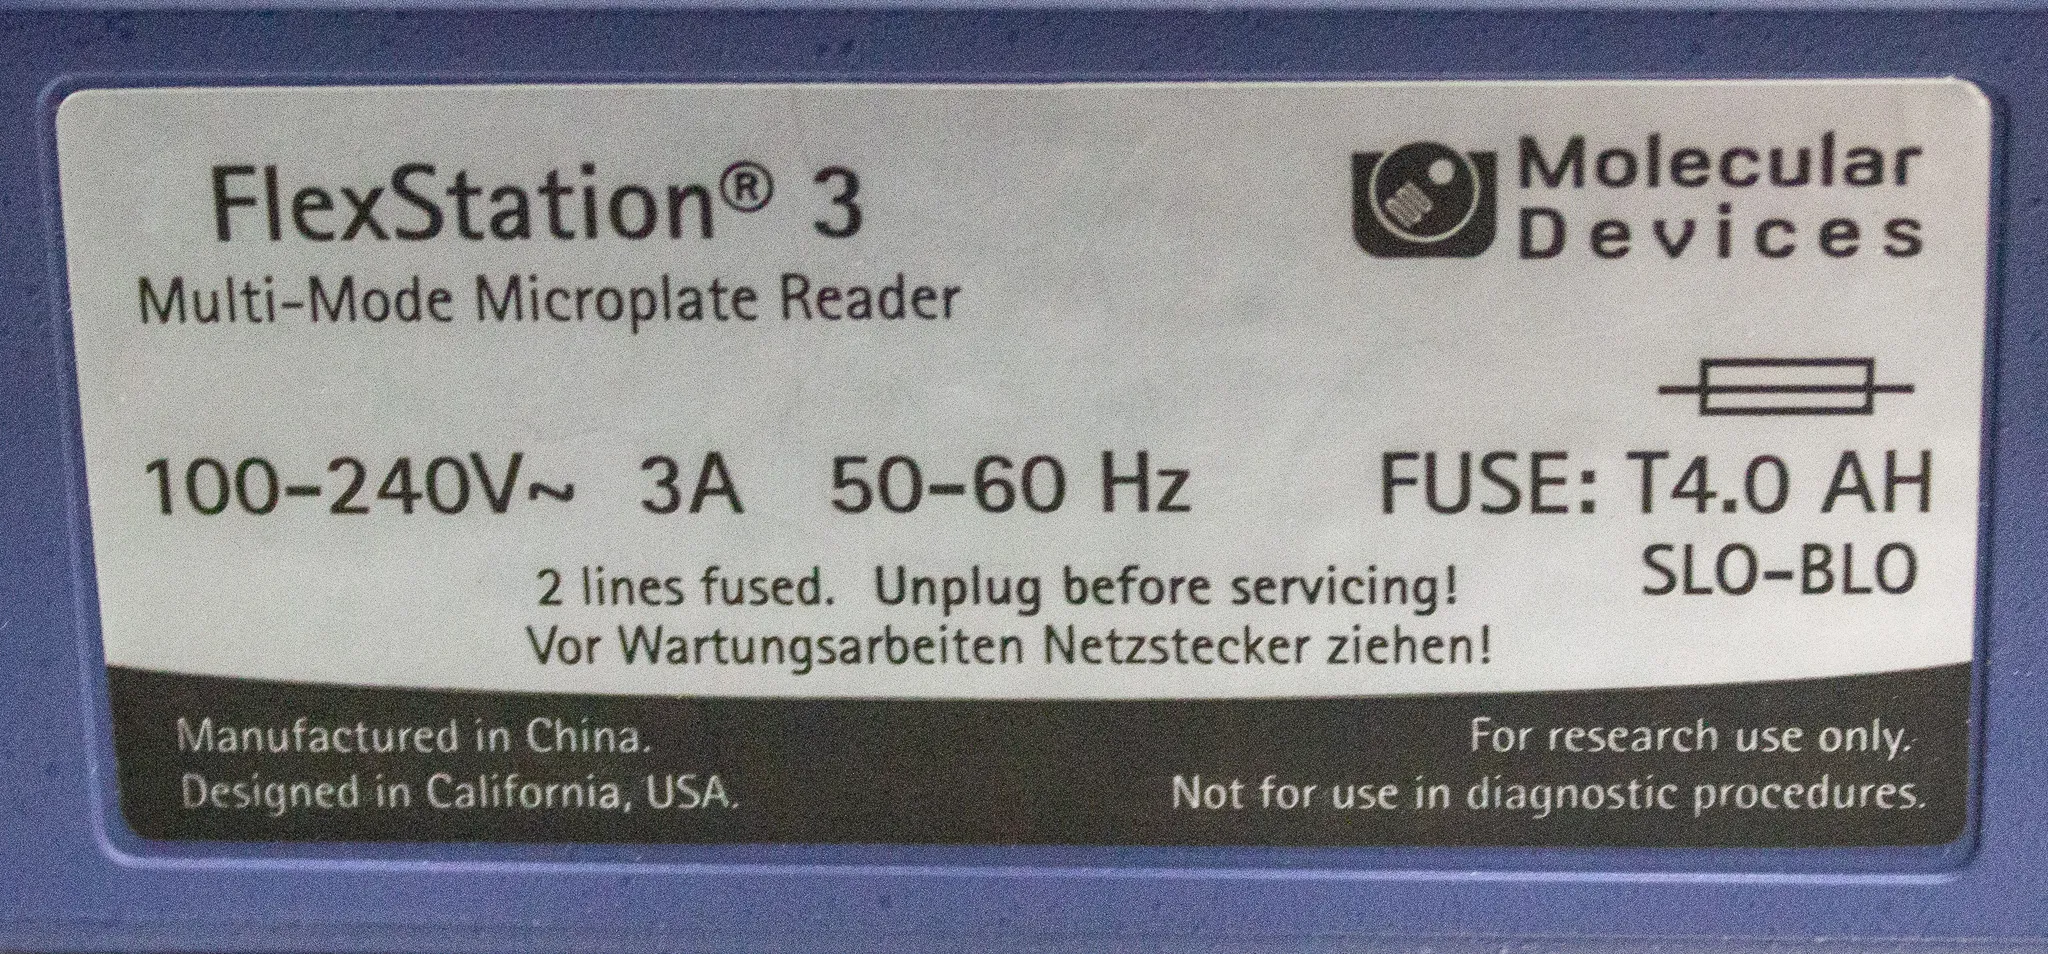 FlexStation® 3
Multi-Mode Microplate Reader
Molecular
Devices
100-240V~ 3A 50-60 Hz
FUSE: T4.0 AH
SLO-BLO
2 lines fused. Unplug before servicing!
Vor Wartungsarbeiten Netzstecker ziehen!
Manufactured in China.
Designed in California, USA.
For research use only.
Not for use in diagnostic procedures.